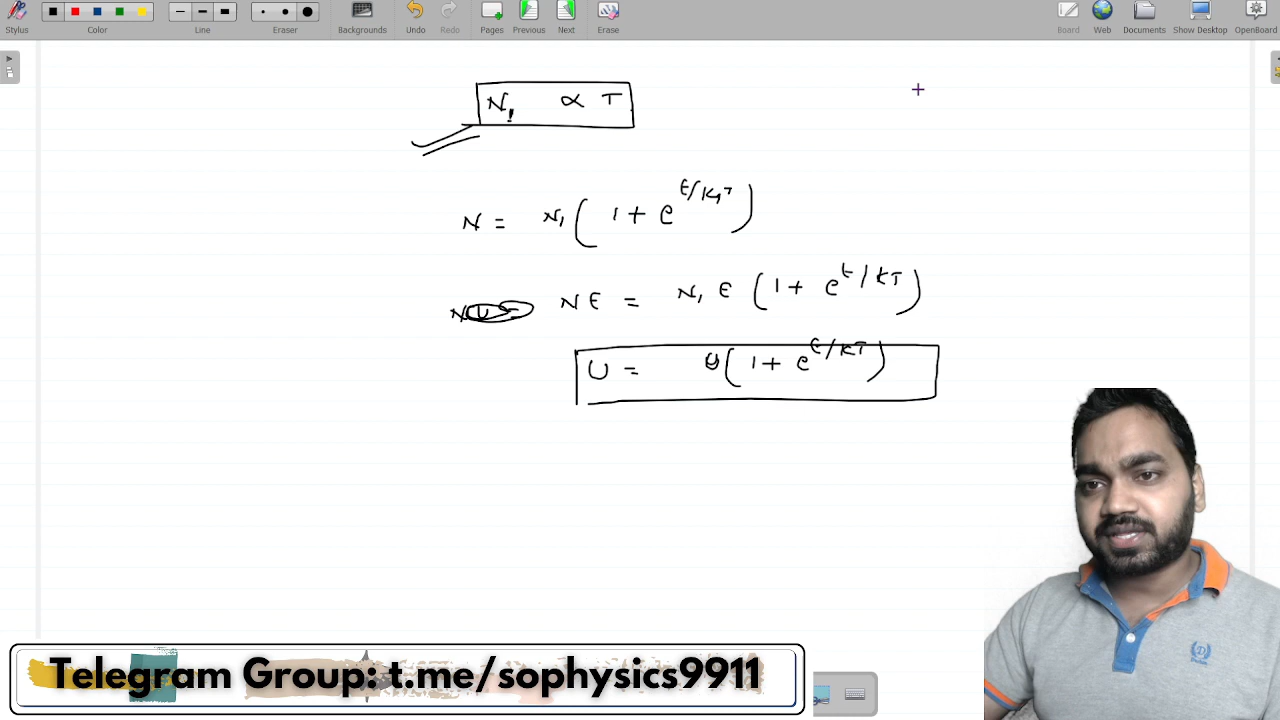 Stylus Color Line Eraser Backgrounds Undo Redo Pages Previous Next Erase Board Web Documents Show Desktop OpenBoard
N₁ ∝ T
N = N₁ ( 1 + e^{ε/k_BT} )
N E = N₁ E ( 1 + e^{E/kT} )
U = U ( 1 + e^{E/kT} )
Telegram Group: t.me/sophysics9911